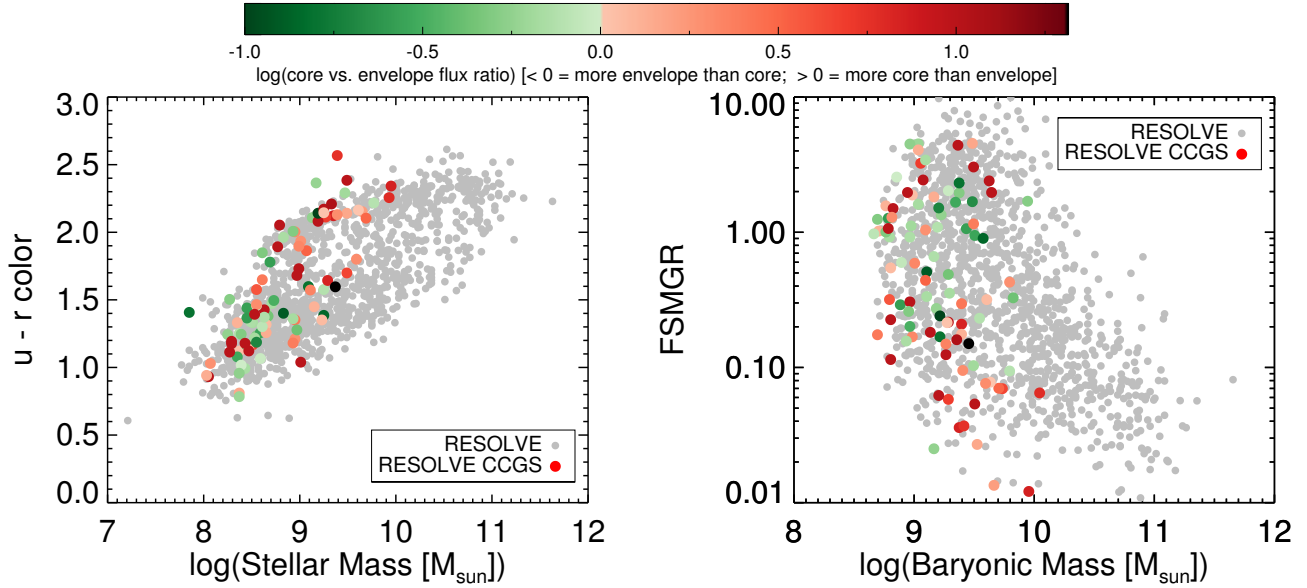 -1.0 -0.5 0.0 0.5 1.0
log(core vs. envelope flux ratio) [< 0 = more envelope than core; > 0 = more core than envelope]
3.0
2.5
2.0
1.5
1.0
0.5
0.0
u - r color
RESOLVE
RESOLVE CCGS
7 8 9 10 11 12
log(Stellar Mass [Msun])
10.00
1.00
0.10
0.01
FSMGR
RESOLVE
RESOLVE CCGS
8 9 10 11 12
log(Baryonic Mass [Msun])